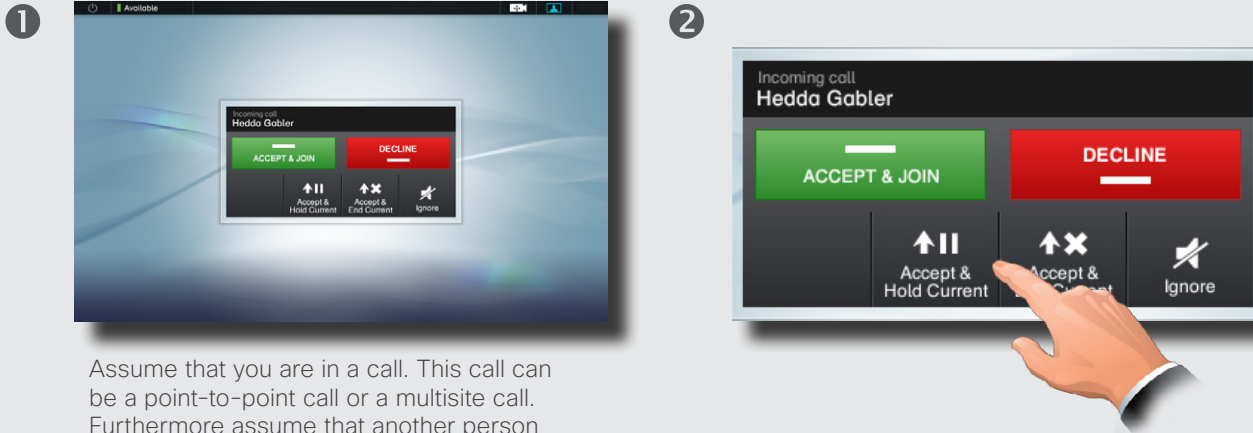 1
Available
Incoming call
Hedda Gabler
ACCEPT & JOIN
DECLINE
Accept &
Hold Current
Accept &
End Current
Ignore
Assume that you are in a call. This call can
be a point-to-point call or a multisite call.
Furthermore assume that another person
2
Incoming call
Hedda Gabler
ACCEPT & JOIN
DECLINE
Accept &
Hold Current
Accept &
Ignore